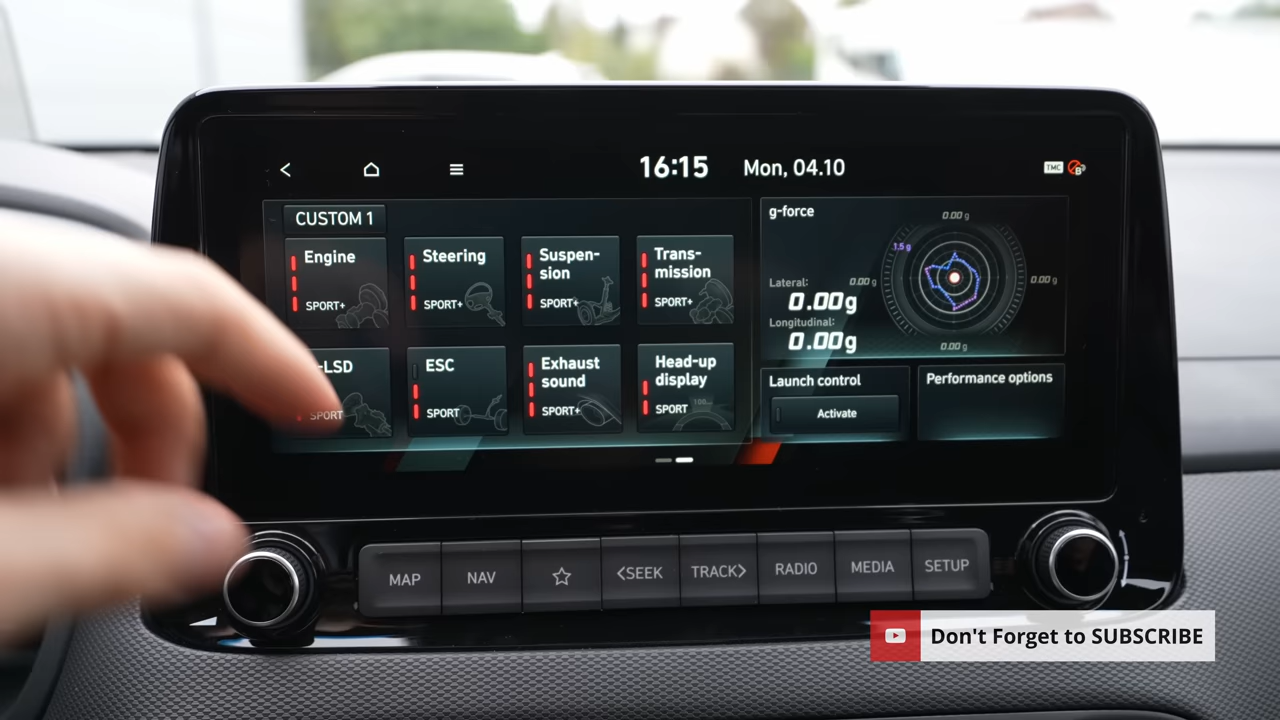 16:15 Mon, 04.10
TMC
CUSTOM 1
Engine
SPORT+
Steering
SPORT+
Suspen-
sion
SPORT+
Trans-
mission
SPORT+
-LSD
SPORT
ESC
SPORT
Exhaust
sound
SPORT+
Head-up
display
SPORT
100
g-force
0.00 g
1.5 g
Lateral:
0.00 g
0.00 g
0.00g
Longitudinal:
0.00g
0.00 g
Launch control
Activate
Performance options
MAP
NAV
<SEEK
TRACK>
RADIO
MEDIA
SETUP
Don't Forget to SUBSCRIBE